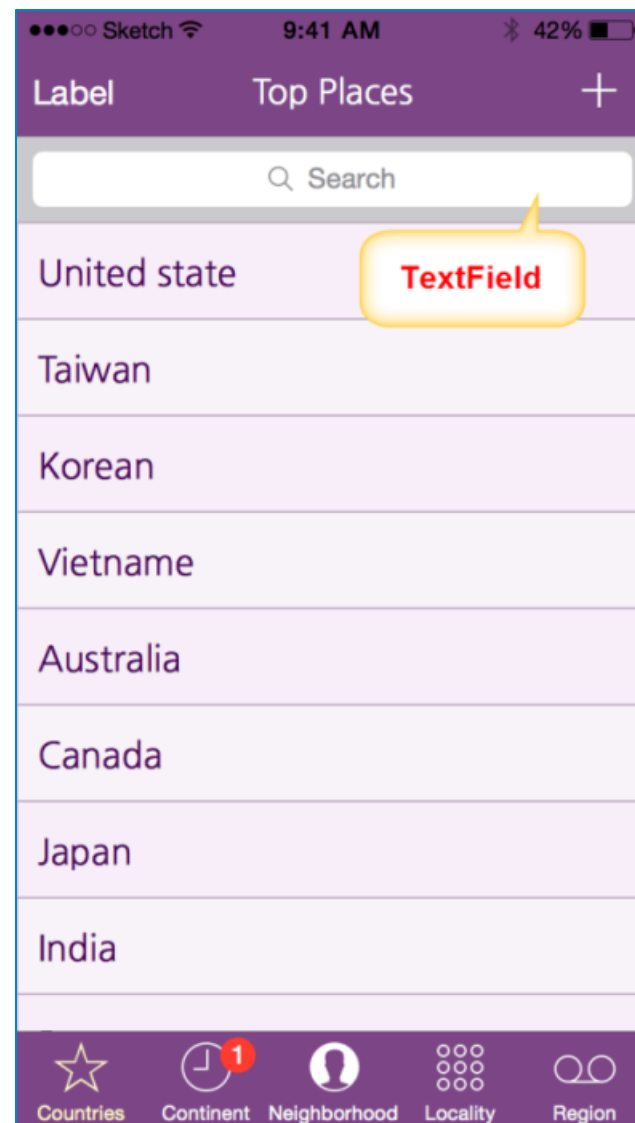 Sketch 9:41 AM 42%
Label Top Places +
Search
TextField
United state
Taiwan
Korean
Vietname
Australia
Canada
Japan
India
1
Countries Continent Neighborhood Locality Region